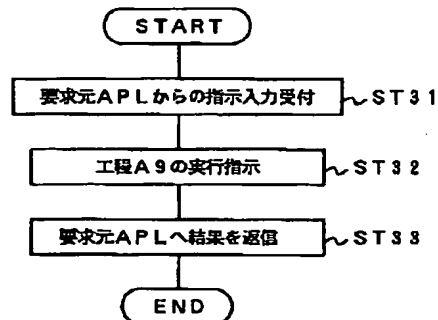 START
要求元APLからの指示入力受付 ST31
工程A9の実行指示 ST32
要求元APLへ結果を返信 ST33
END